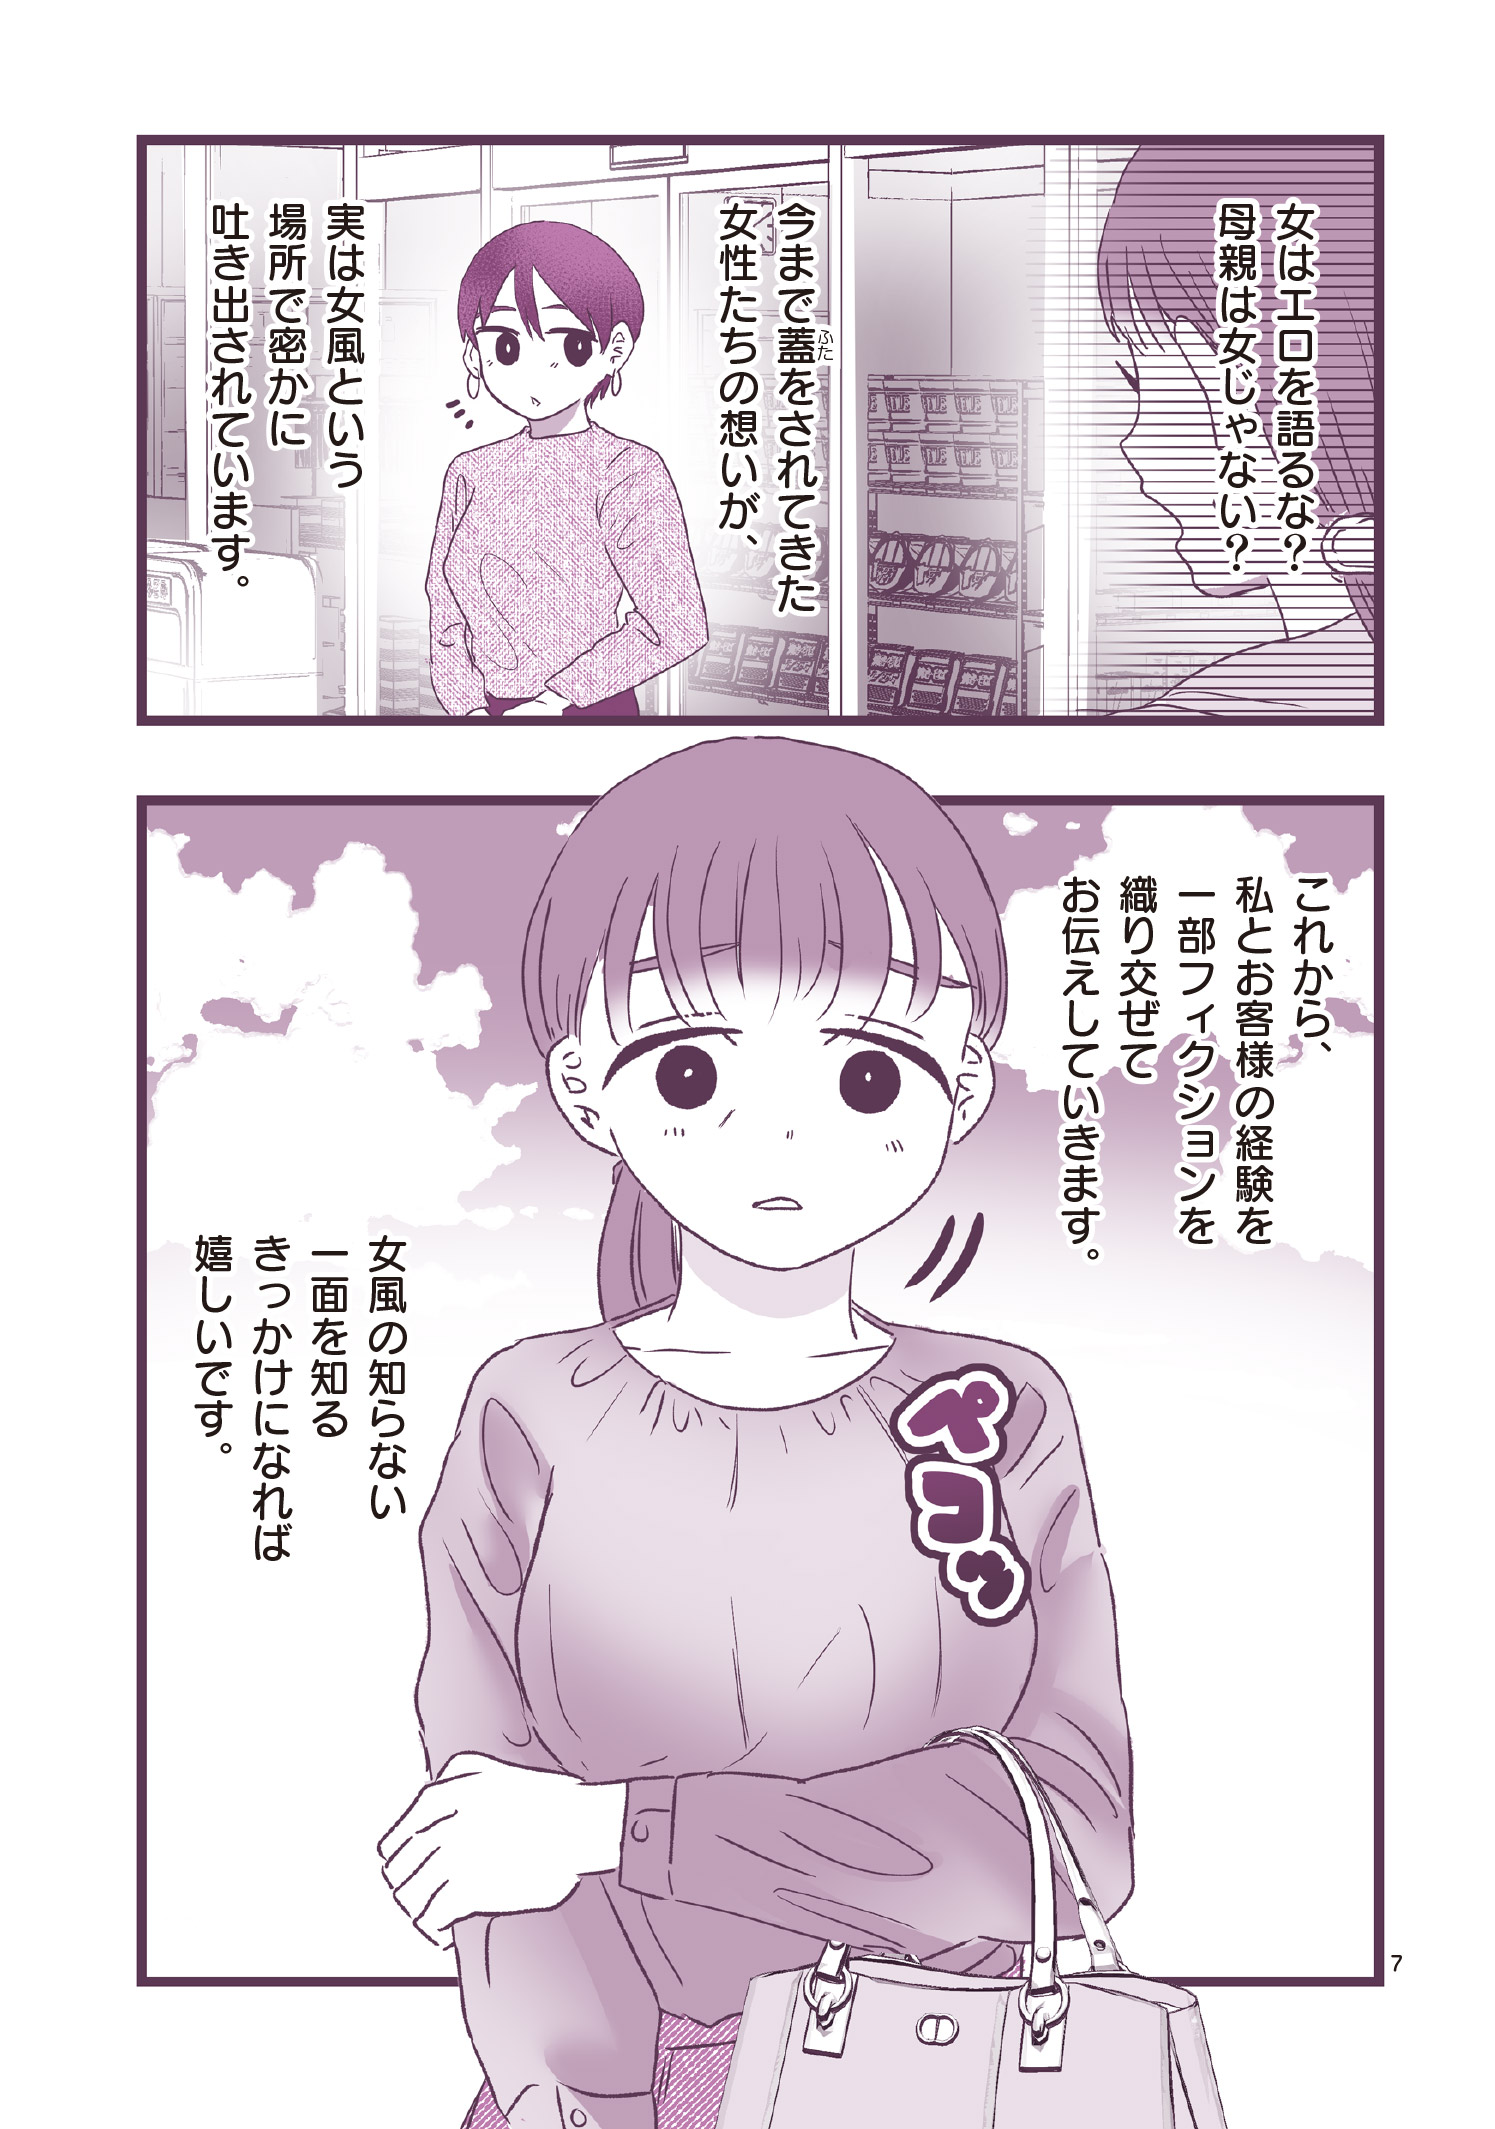 女はエロを語るな？
母親は女じゃない？
今まで蓋をされてきた
ふた
女性たちの想いが、
実は女風という
場所で密かに
吐き出されています。
これから、
私とお客様の経験を
一部フィクションを
織り交ぜて
お伝えしていきます。
ペコッ
女風の知らない
一面を知る
きっかけになれば
嬉しいです。
7